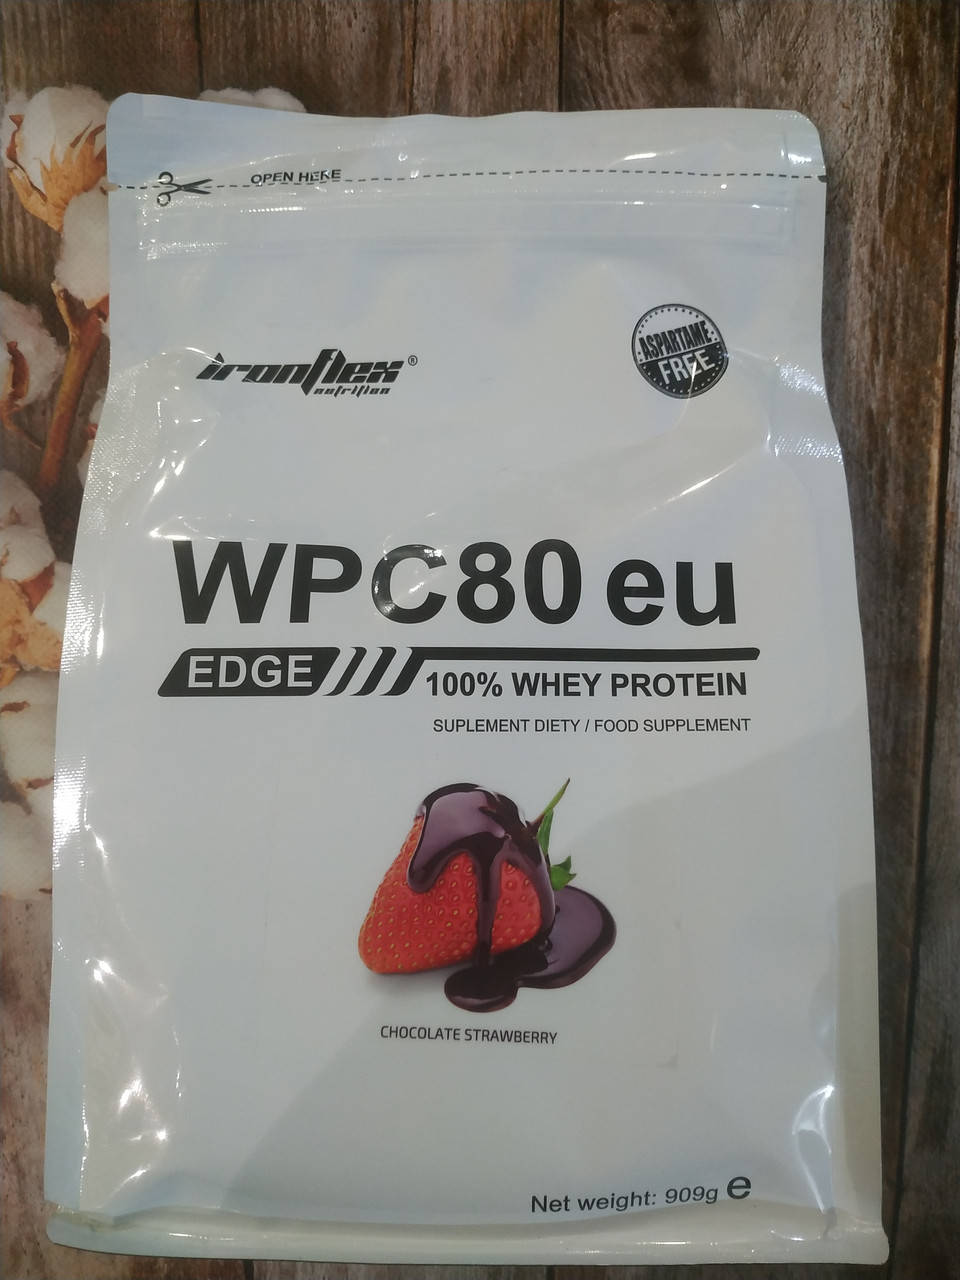 OPEN HERE
ironflex®
nutrition
ASPARTAME
FREE
WPC80 eu
EDGE
100% WHEY PROTEIN
SUPLEMENT DIETY / FOOD SUPPLEMENT
CHOCOLATE STRAWBERRY
Net weight: 909g e